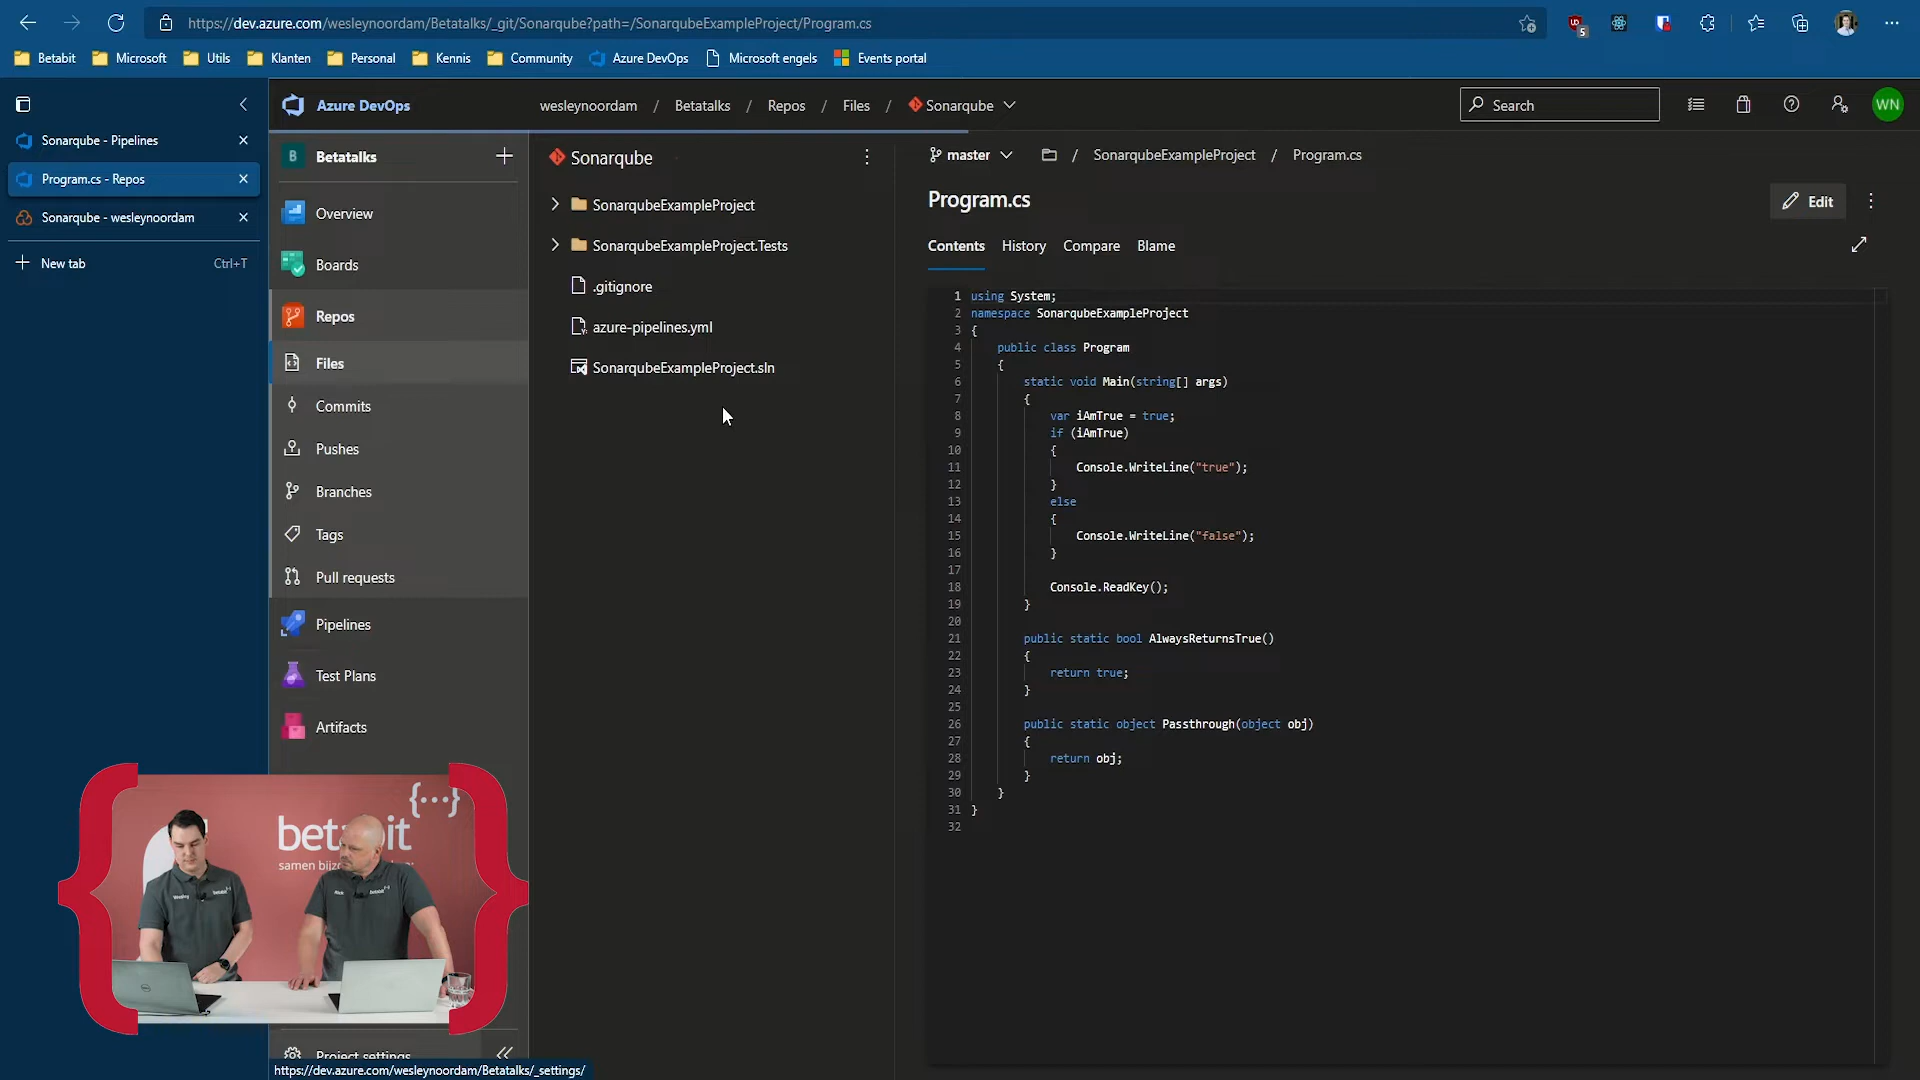 https://dev.azure.com/wesleynoordam/Betatalks/_git/Sonarqube?path=/SonarqubeExampleProject/Program.cs
5
Betabit
Microsoft
Utils
Klanten
Personal
Kennis
Community
Azure DevOps
Microsoft engels
Events portal
Sonarqube - Pipelines
Program.cs - Repos
Sonarqube - wesleynoordam
New tab Ctrl+T
Azure DevOps
wesleynoordam / Betatalks / Repos / Files / Sonarqube
Search
WN
B Betatalks
Overview
Boards
Repos
Files
Commits
Pushes
Branches
Tags
Pull requests
Pipelines
Test Plans
Artifacts
Project settings
https://dev.azure.com/wesleynoordam/Betatalks/_settings/
Sonarqube
SonarqubeExampleProject
SonarqubeExampleProject.Tests
.gitignore
azure-pipelines.yml
SonarqubeExampleProject.sln
master / SonarqubeExampleProject / Program.cs
Program.cs
Edit
Contents History Compare Blame
1 using System;
2 namespace SonarqubeExampleProject
3 {
4 public class Program
5 {
6 static void Main(string[] args)
7 {
8 var iAmTrue = true;
9 if (iAmTrue)
10 {
11 Console.WriteLine("true");
12 }
13 else
14 {
15 Console.WriteLine("false");
16 }
17
18 Console.ReadKey();
19 }
20
21 public static bool AlwaysReturnsTrue()
22 {
23 return true;
24 }
25
26 public static object Passthrough(object obj)
27 {
28 return obj;
29 }
30 }
31 }
32
{...}
samen
Wesley